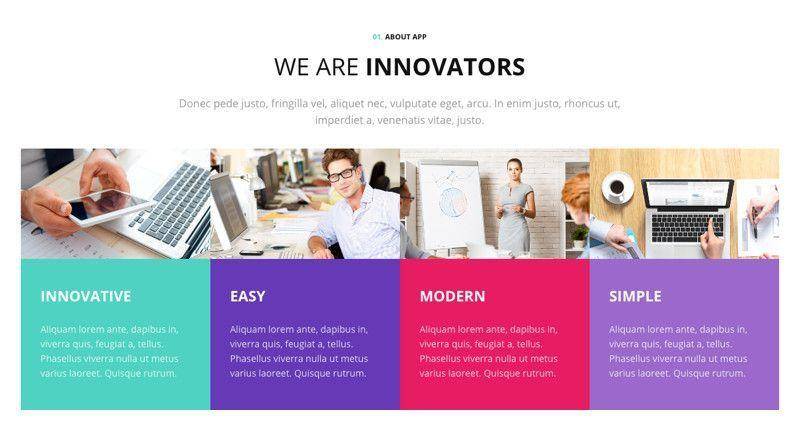 01. ABOUT APP
WE ARE INNOVATORS
Donec pede justo, fringilla vel, aliquet nec, vulputate eget, arcu. In enim justo, rhoncus ut,
imperdiet a, venenatis vitae, justo.
INNOVATIVE
Aliquam lorem ante, dapibus in,
viverra quis, feugiat a, tellus.
Phasellus viverra nulla ut metus
varius laoreet. Quisque rutrum.
EASY
Aliquam lorem ante, dapibus in,
viverra quis, feugiat a, tellus.
Phasellus viverra nulla ut metus
varius laoreet. Quisque rutrum.
MODERN
Aliquam lorem ante, dapibus in,
viverra quis, feugiat a, tellus.
Phasellus viverra nulla ut metus
varius laoreet. Quisque rutrum.
SIMPLE
Aliquam lorem ante, dapibus in,
viverra quis, feugiat a, tellus.
Phasellus viverra nulla ut metus
varius laoreet. Quisque rutrum.